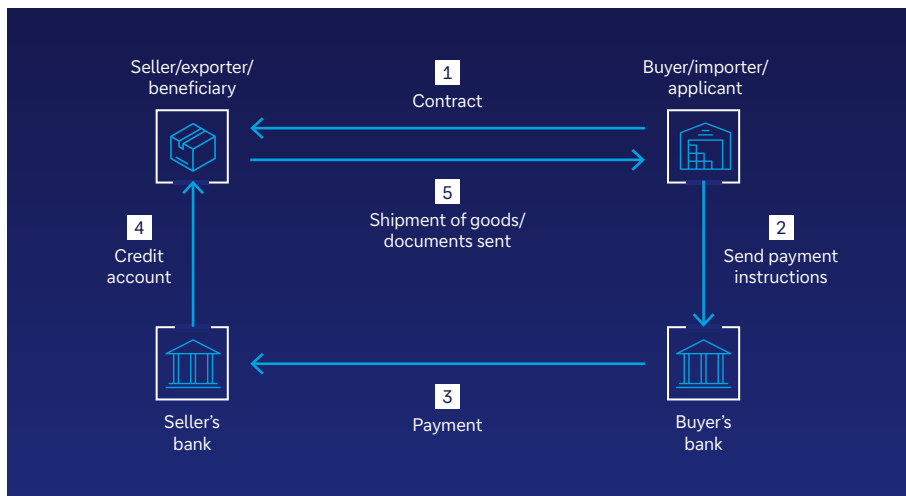 Seller/exporter/
beneficiary
1
Contract
Buyer/importer/
applicant
5
Shipment of goods/
documents sent
4
Credit
account
2
Send payment
instructions
3
Payment
Seller's
bank
Buyer's
bank